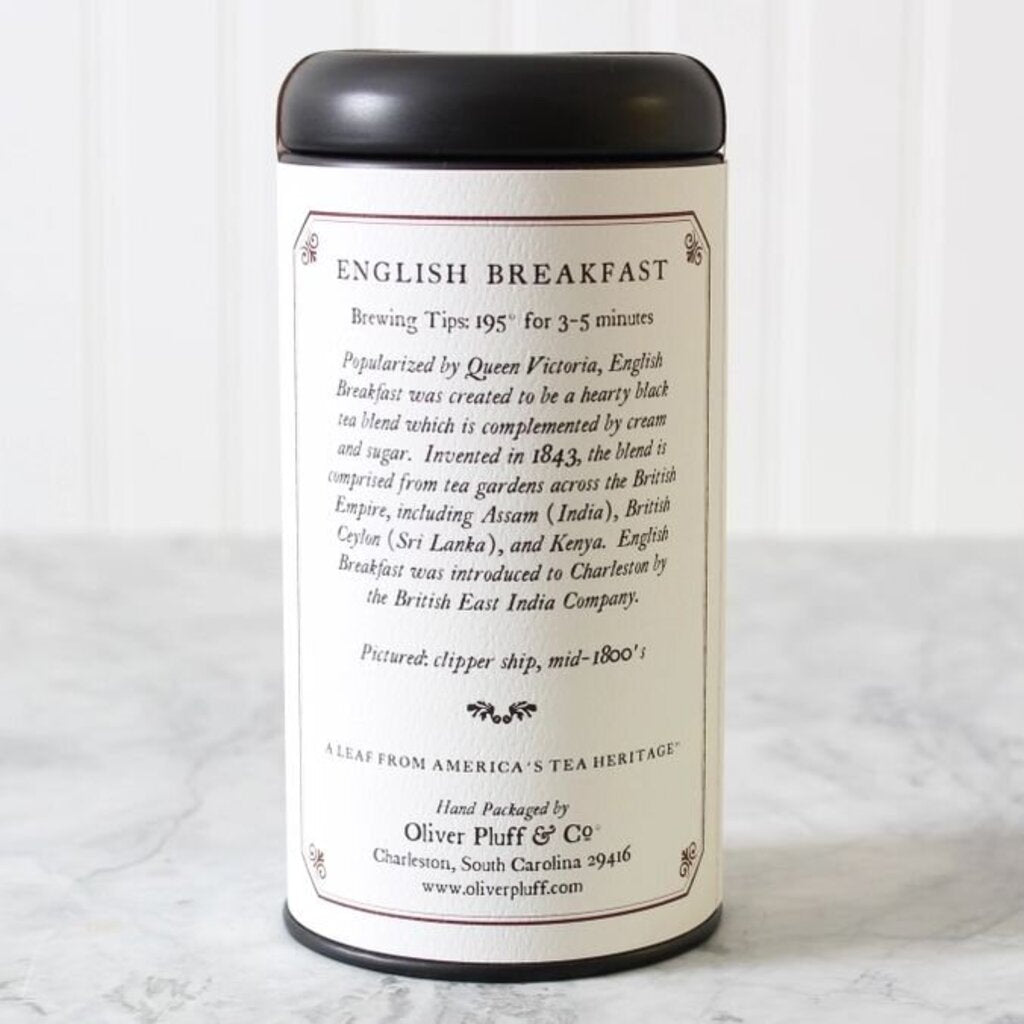 ENGLISH BREAKFAST
Brewing Tips: 195° for 3-5 minutes
Popularized by Queen Victoria, English
Breakfast was created to be a hearty black
tea blend which is complemented by cream
and sugar. Invented in 1843, the blend is
comprised from tea gardens across the British
Empire, including Assam (India), British
Ceylon (Sri Lanka), and Kenya. English
Breakfast was introduced to Charleston by
the British East India Company.
Pictured: clipper ship, mid-1800's
A LEAF FROM AMERICA'S TEA HERITAGE™
Hand Packaged by
Oliver Pluff & Co®
Charleston, South Carolina 29416
www.oliverpluff.com